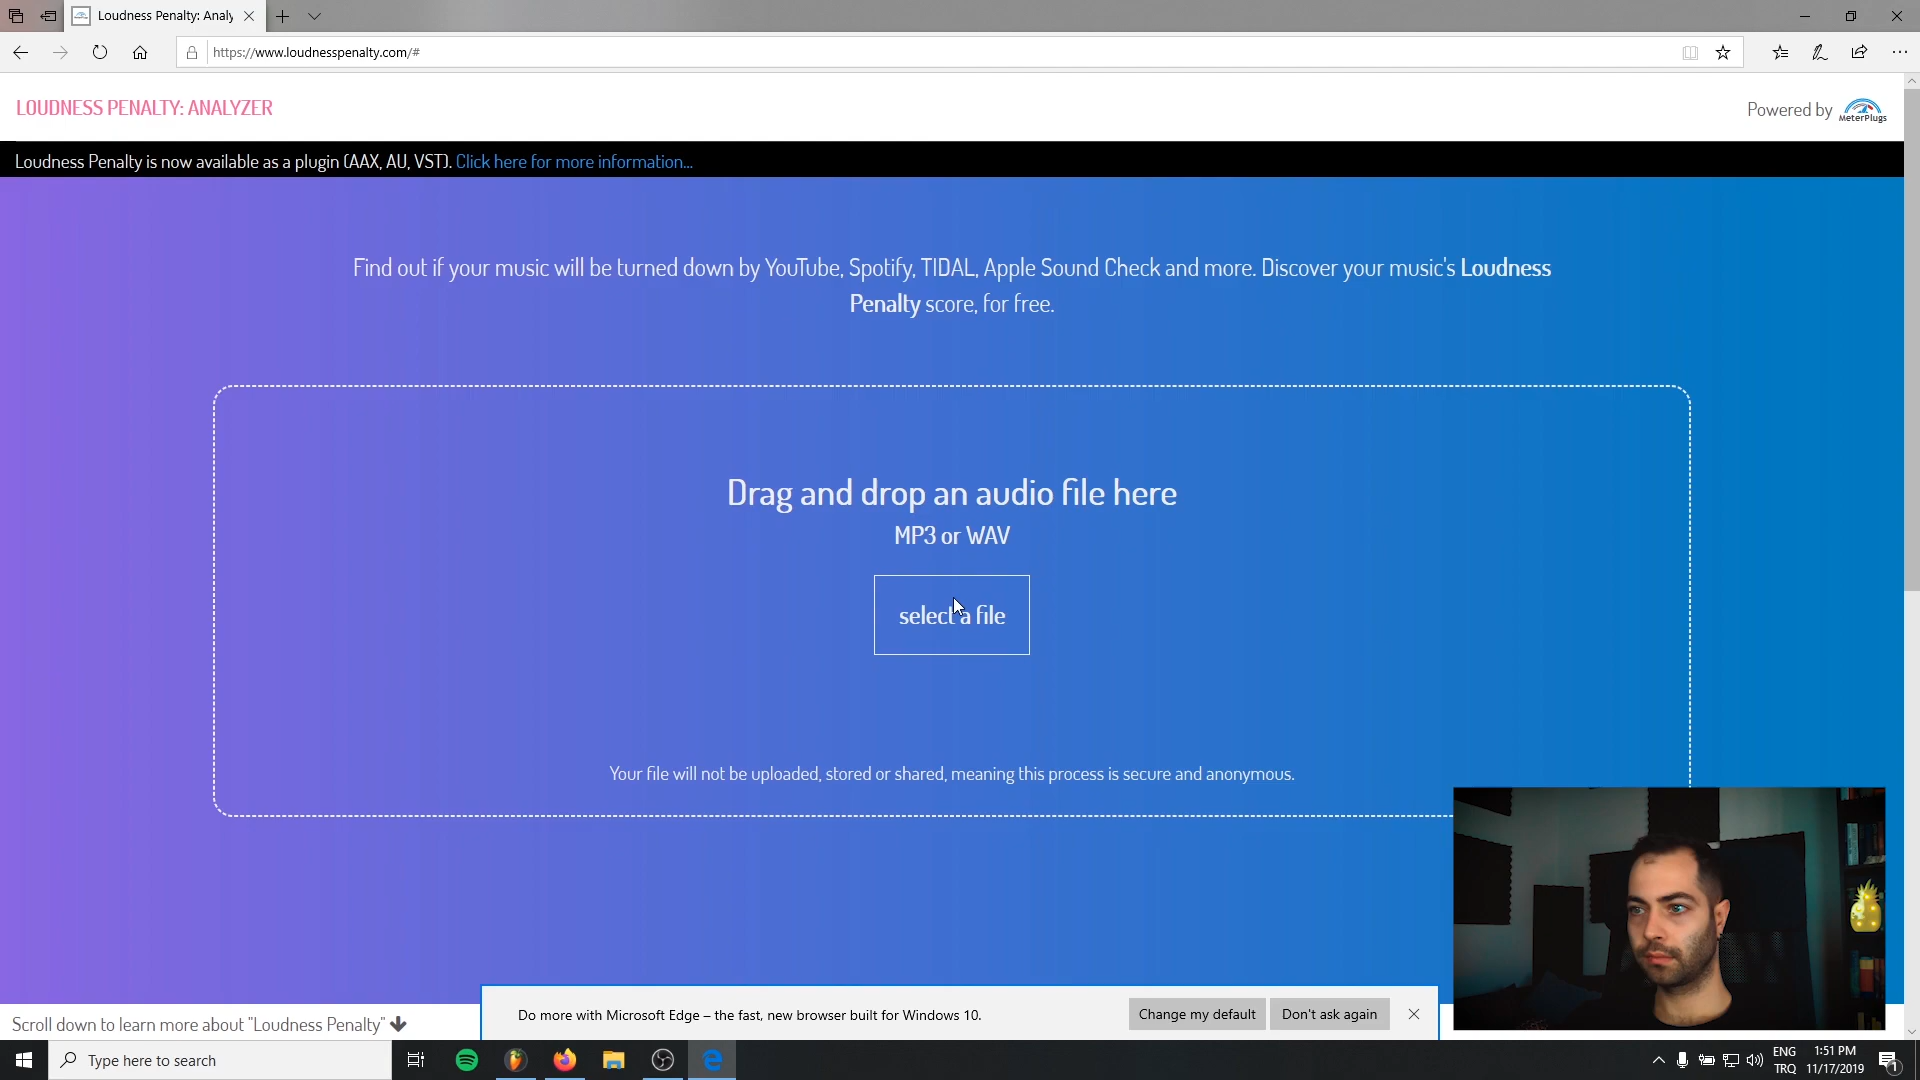 Loudness Penalty: Analy
https://www.loudnesspenalty.com/#
LOUDNESS PENALTY: ANALYZER
Powered by
MeterPlugs
Loudness Penalty is now available as a plugin (AAX, AU, VST). Click here for more information...
Find out if your music will be turned down by YouTube, Spotify, TIDAL, Apple Sound Check and more. Discover your music's Loudness
Penalty score, for free.
Drag and drop an audio file here
MP3 or WAV
select a file
Your file will not be uploaded, stored or shared, meaning this process is secure and anonymous.
Scroll down to learn more about "Loudness Penalty"
Do more with Microsoft Edge – the fast, new browser built for Windows 10.
Change my default
Don't ask again
Type here to search
ENG
TRQ
1:51 PM
11/17/2019
1